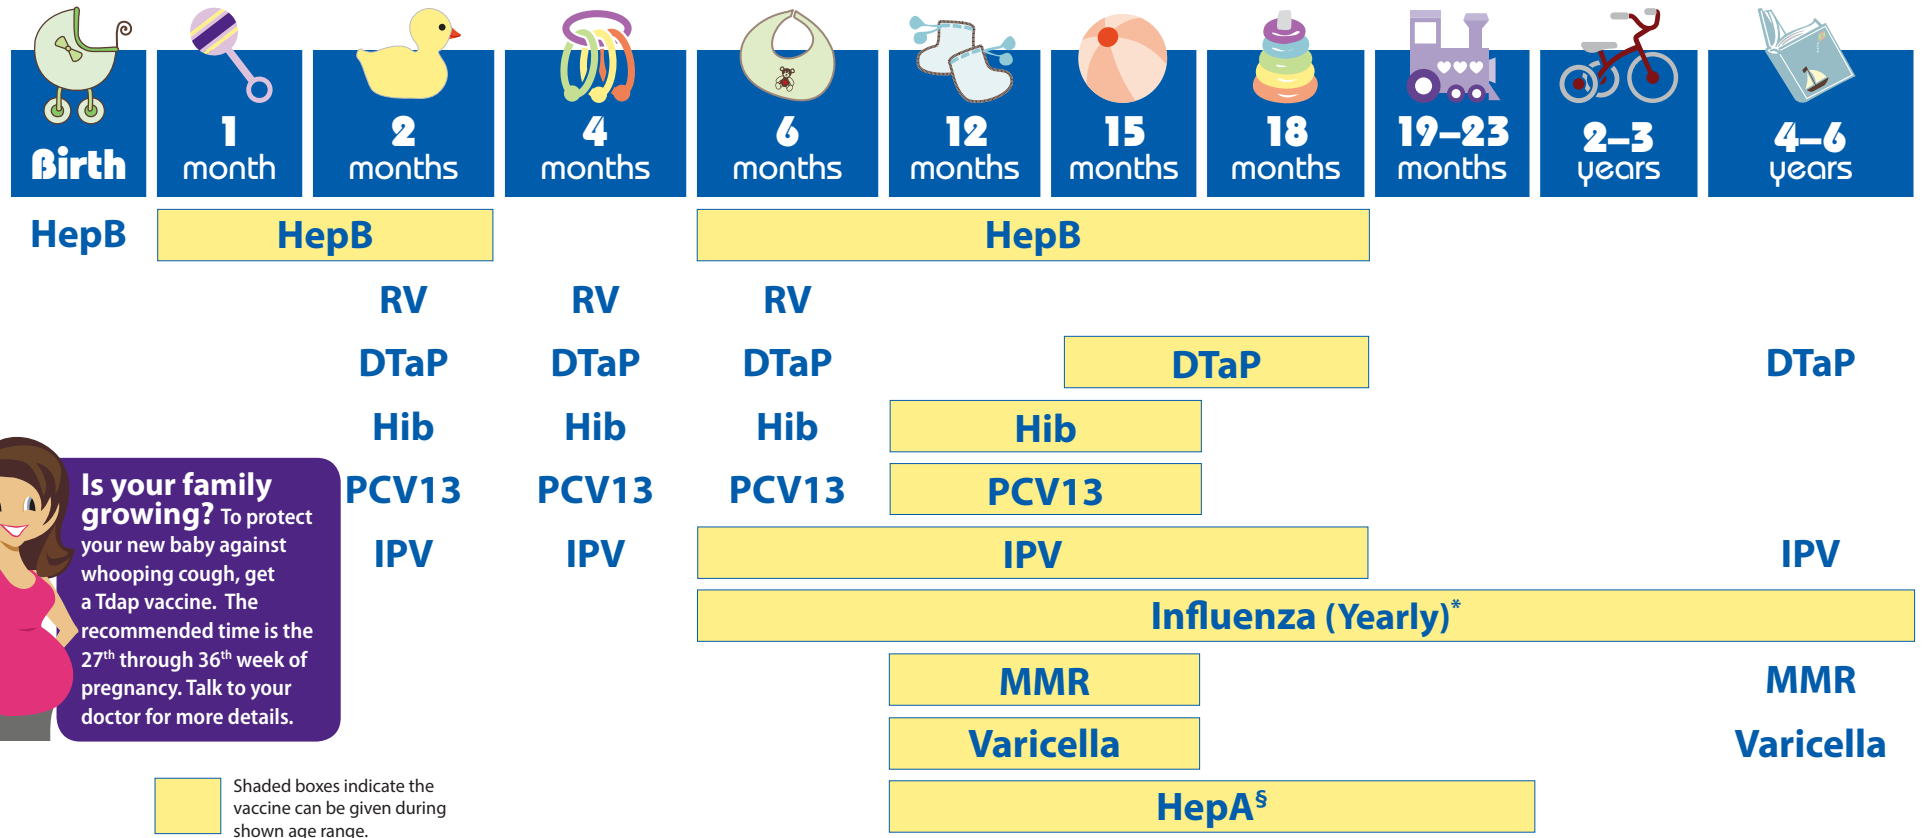 Birth
1
month
2
months
4
months
6
months
12
months
15
months
18
months
19–23
months
2–3
years
4–6
years
HepB HepB HepB
RV RV RV
DTaP DTaP DTaP DTaP DTaP
Hib Hib Hib Hib
PCV13 PCV13 PCV13 PCV13
IPV IPV IPV IPV
Influenza (Yearly)*
MMR MMR
Varicella Varicella
HepA§
Is your family
growing? To protect
your new baby against
whooping cough, get
a Tdap vaccine. The
recommended time is the
27th through 36th week of
pregnancy. Talk to your
doctor for more details.
Shaded boxes indicate the
vaccine can be given during
shown age range.